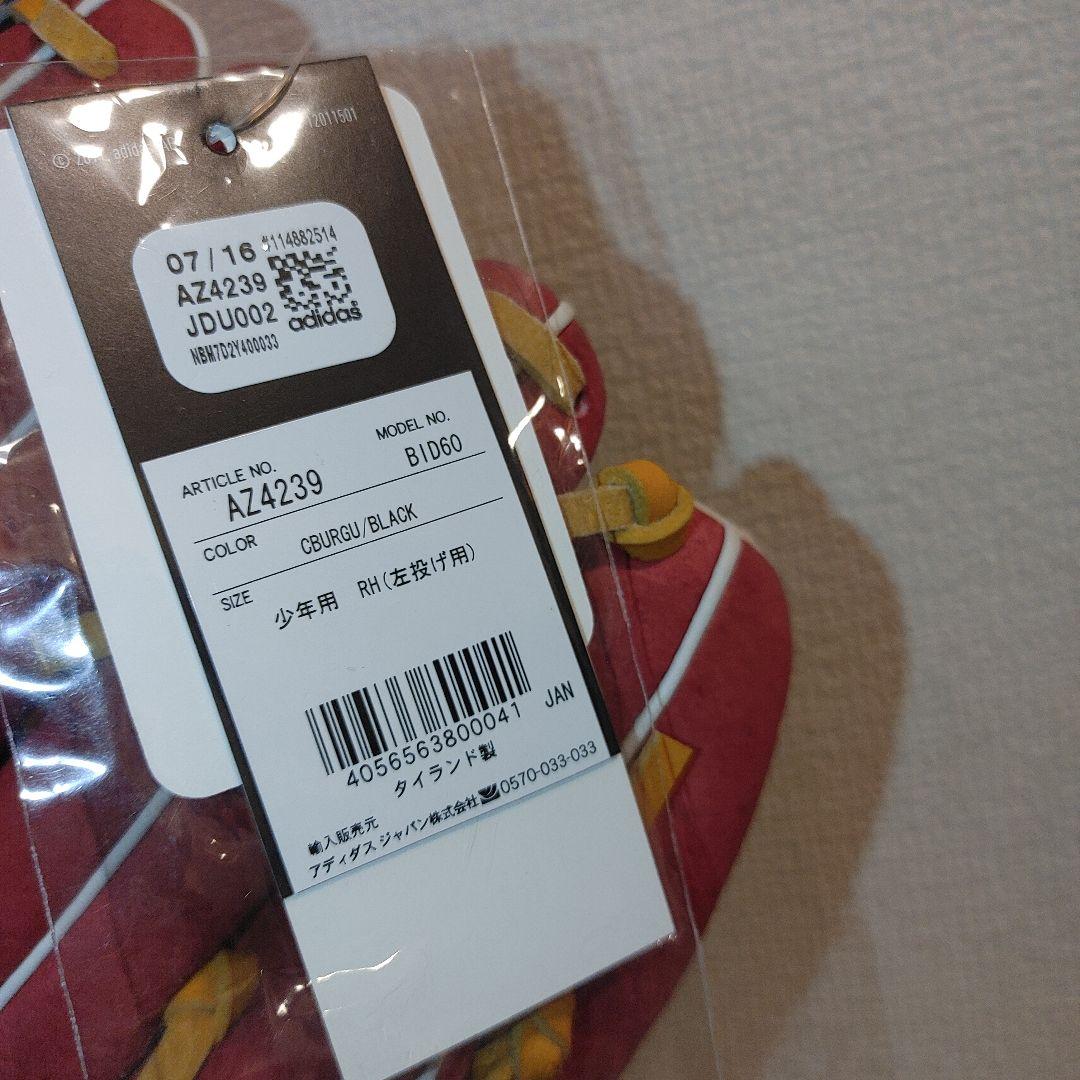 12011501
07/16 #114882514
AZ4239
JDU002
adidas
NBM7D2Y400033
MODEL NO.
ARTICLE NO.
BID60
AZ4239
COLOR CBURGU/BLACK
SIZE 少年用 RH(左投げ用)
4056563800041 JAN
タイランド製
輸入販売元
アディダス ジャパン株式会社 0570-033-033